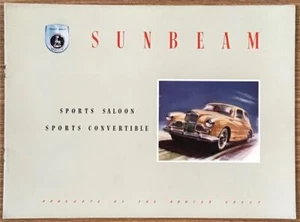 SUNBEAM
SPORTS SALOON
SPORTS CONVERTIBLE
PRODUCTS OF THE ROOTES GROUP